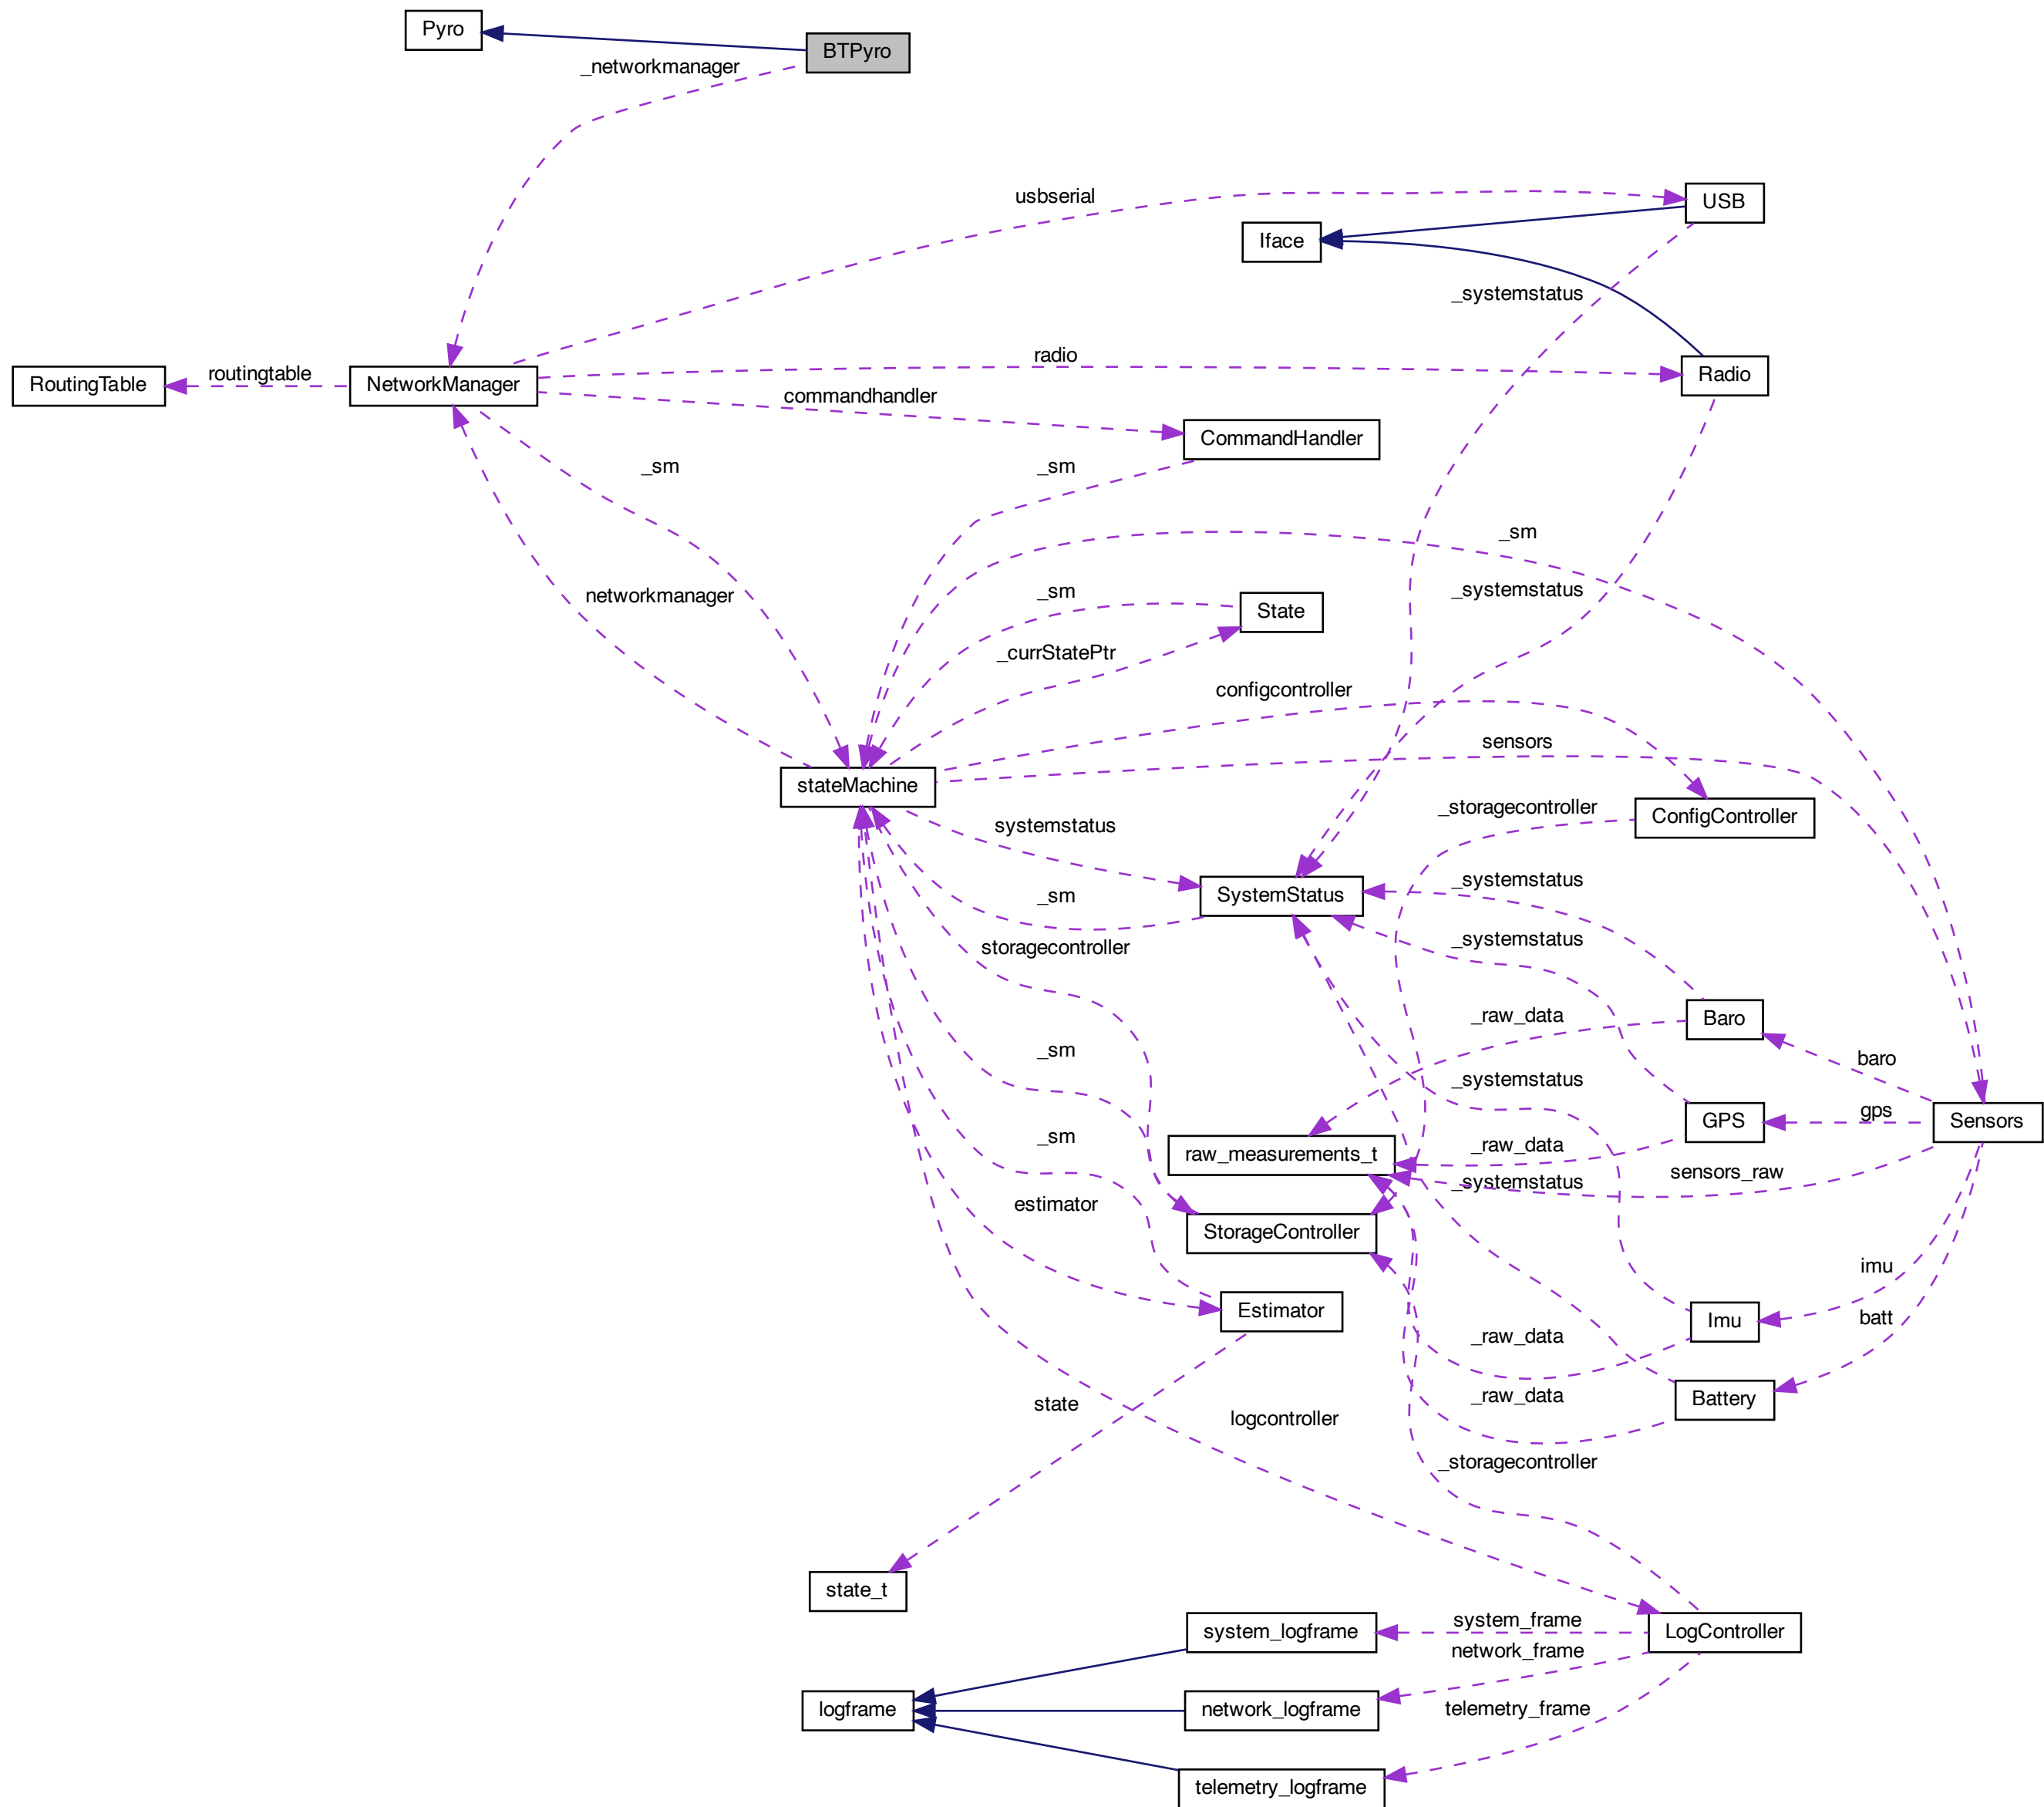 Pyro
BTPyro
_networkmanager
usbserial
USB
Iface
_systemstatus
radio
Radio
RoutingTable
routingtable
NetworkManager
commandhandler
CommandHandler
_sm
_sm
_sm
networkmanager
_sm
State
_systemstatus
_currStatePtr
configcontroller
sensors
stateMachine
_storagecontroller
ConfigController
systemstatus
_systemstatus
SystemStatus
_sm
storagecontroller
_systemstatus
_raw_data
Baro
_sm
baro
_systemstatus
gps
GPS
Sensors
_sm
raw_measurements_t
_raw_data
sensors_raw
_systemstatus
estimator
StorageController
imu
Estimator
Imu
batt
_raw_data
state
_raw_data
Battery
logcontroller
_storagecontroller
state_t
system_logframe
system_frame
LogController
network_frame
logframe
network_logframe
telemetry_frame
telemetry_logframe